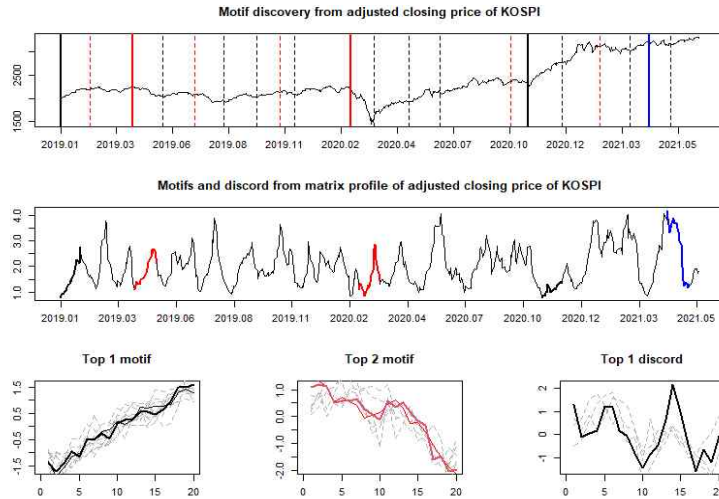 Motif discovery from adjusted closing price of KOSPI
2500
1500
2019.01 2019.03 2019.06 2019.08 2019.11 2020.02 2020.04 2020.07 2020.10 2020.12 2021.03 2021.05
Motifs and discord from matrix profile of adjusted closing price of KOSPI
4.0
3.0
2.0
1.0
2019.01 2019.03 2019.06 2019.09 2019.11 2020.02 2020.04 2020.07 2020.10 2020.12 2021.03 2021.05
Top 1 motif Top 2 motif Top 1 discord
1.5
0.5
-0.5
-1.5
0 5 10 15 20
1.0
0.0
-1.0
-2.0
0 5 10 15 20
2
1
0
-1
0 5 10 15 20